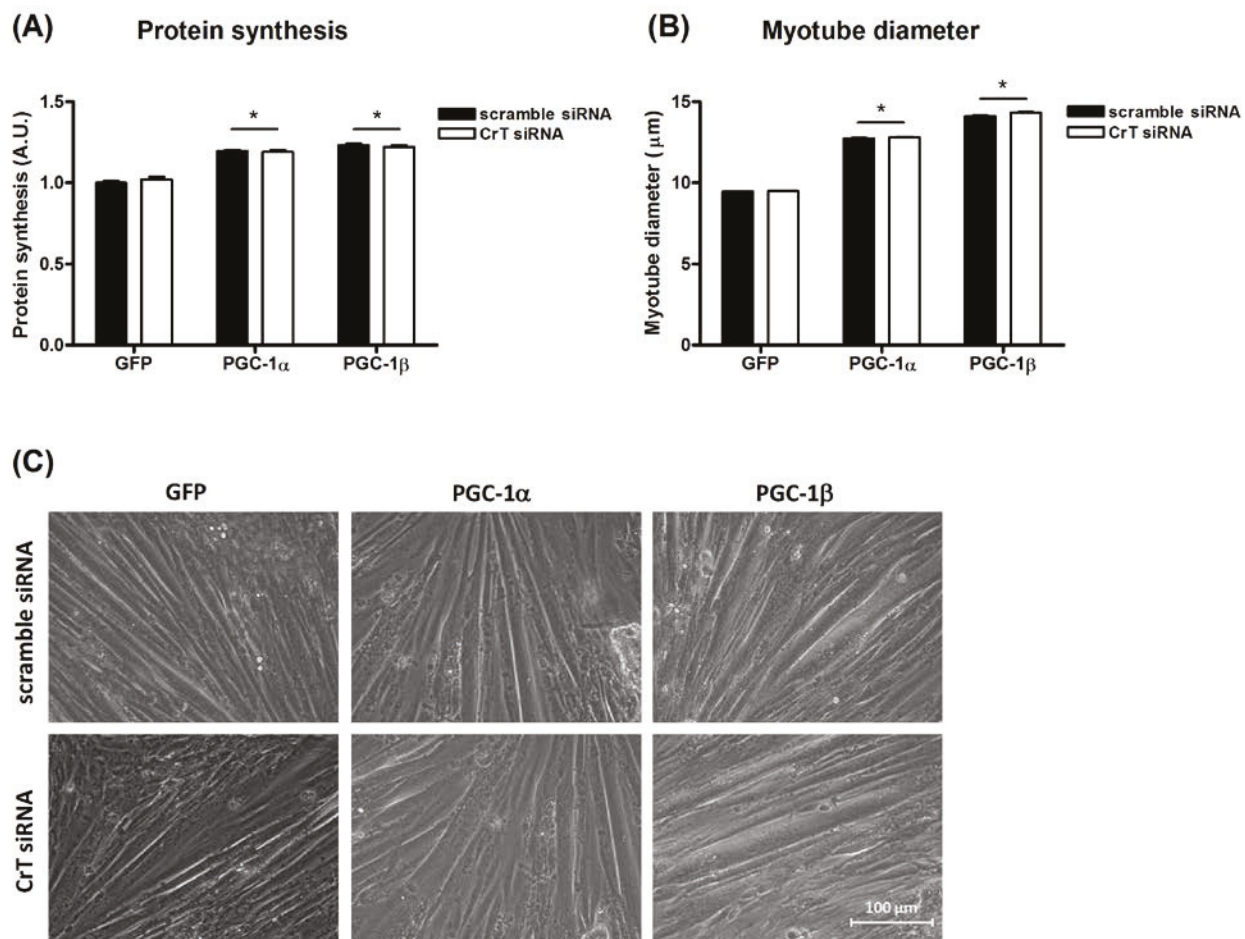 (A) Protein synthesis
Protein synthesis (A.U.)
1.5
1.0
0.5
0.0
*
*
GFP PGC-1α PGC-1β
scramble siRNA
CrT siRNA
(B) Myotube diameter
Myotube diameter (μm)
15
10
5
0
*
*
GFP PGC-1α PGC-1β
scramble siRNA
CrT siRNA
(C)
GFP PGC-1α PGC-1β
scramble siRNA
CrT siRNA
100 μm